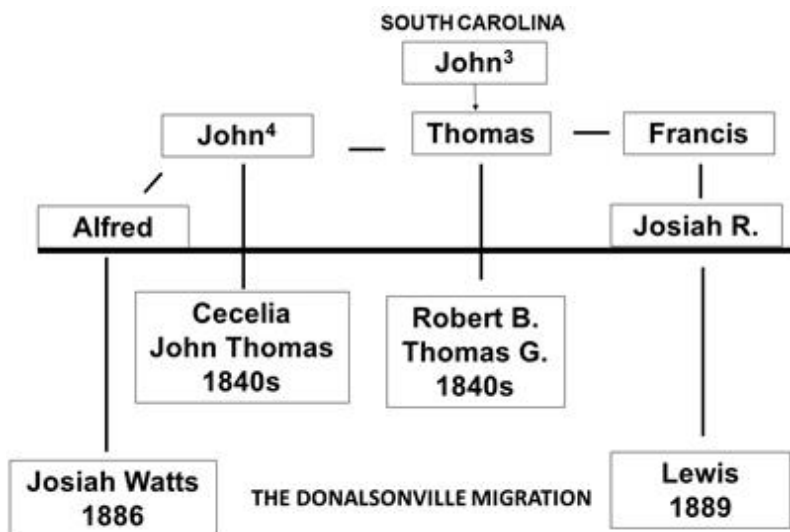 SOUTH CAROLINA
John³
John⁴
Thomas
Francis
Alfred
Josiah R.
Cecelia
John Thomas
1840s
Robert B.
Thomas G.
1840s
Josiah Watts
1886
THE DONALSONVILLE MIGRATION
Lewis
1889